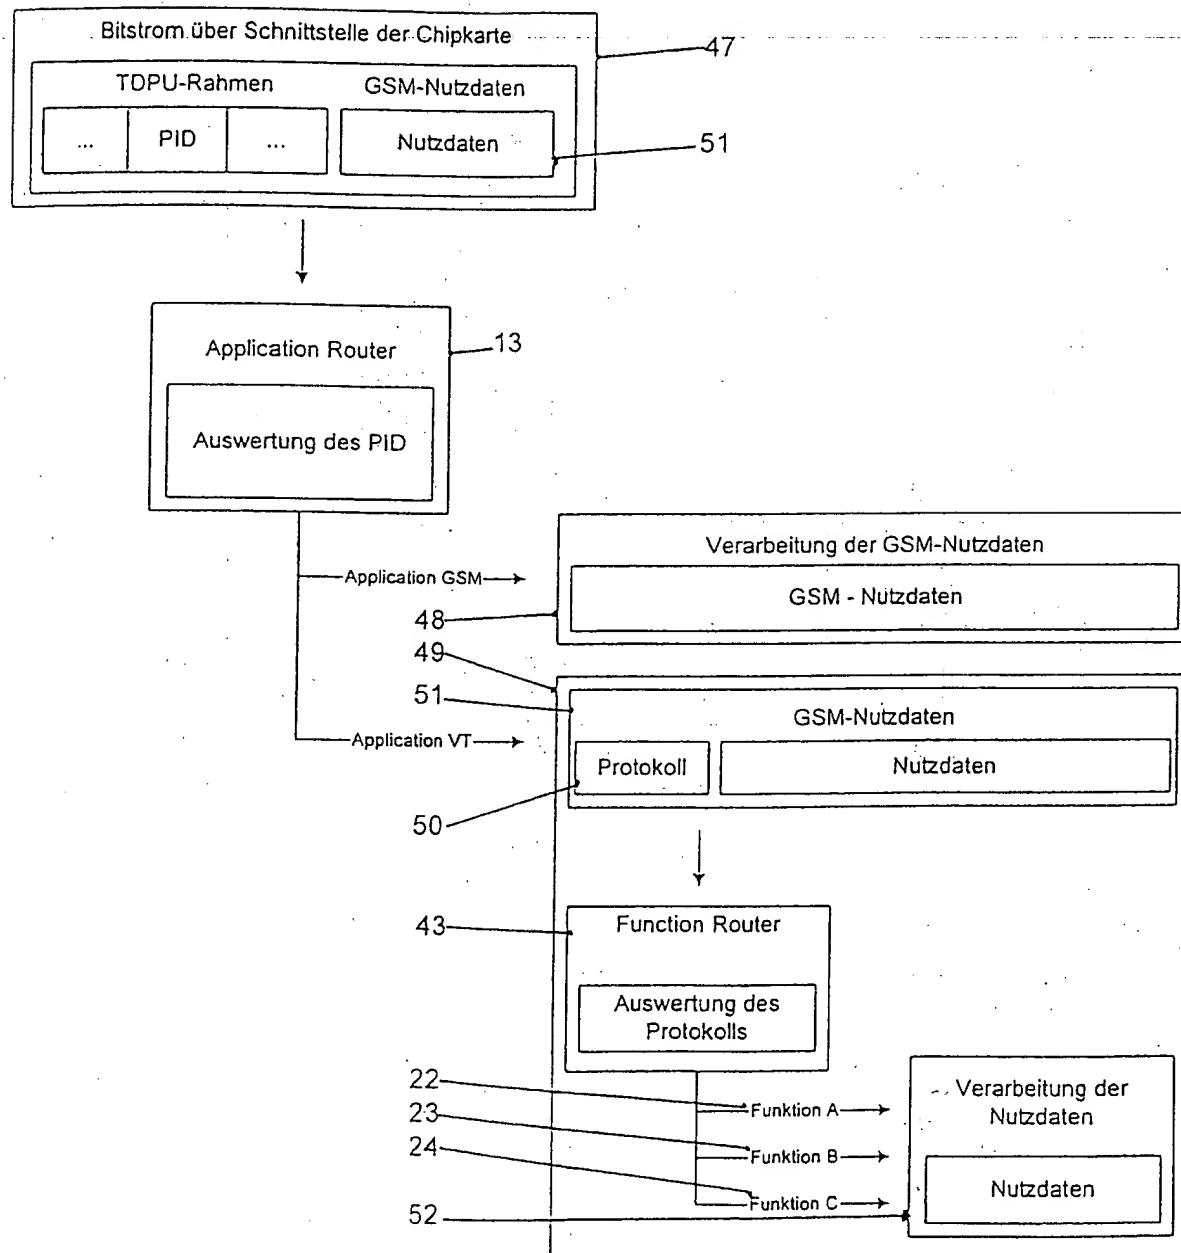 Bitstrom über Schnittstelle der Chipkarte
47
TDPU-Rahmen
GSM-Nutzdaten
...
PID
...
Nutzdaten
51
Application Router
13
Auswertung des PID
Verarbeitung der GSM-Nutzdaten
Application GSM
GSM - Nutzdaten
48
49
51
GSM-Nutzdaten
Application VT
Protokoll
Nutzdaten
50
43
Function Router
Auswertung des
Protokolls
22
Funktion A
23
Funktion B
24
Funktion C
52
Verarbeitung der
Nutzdaten
Nutzdaten